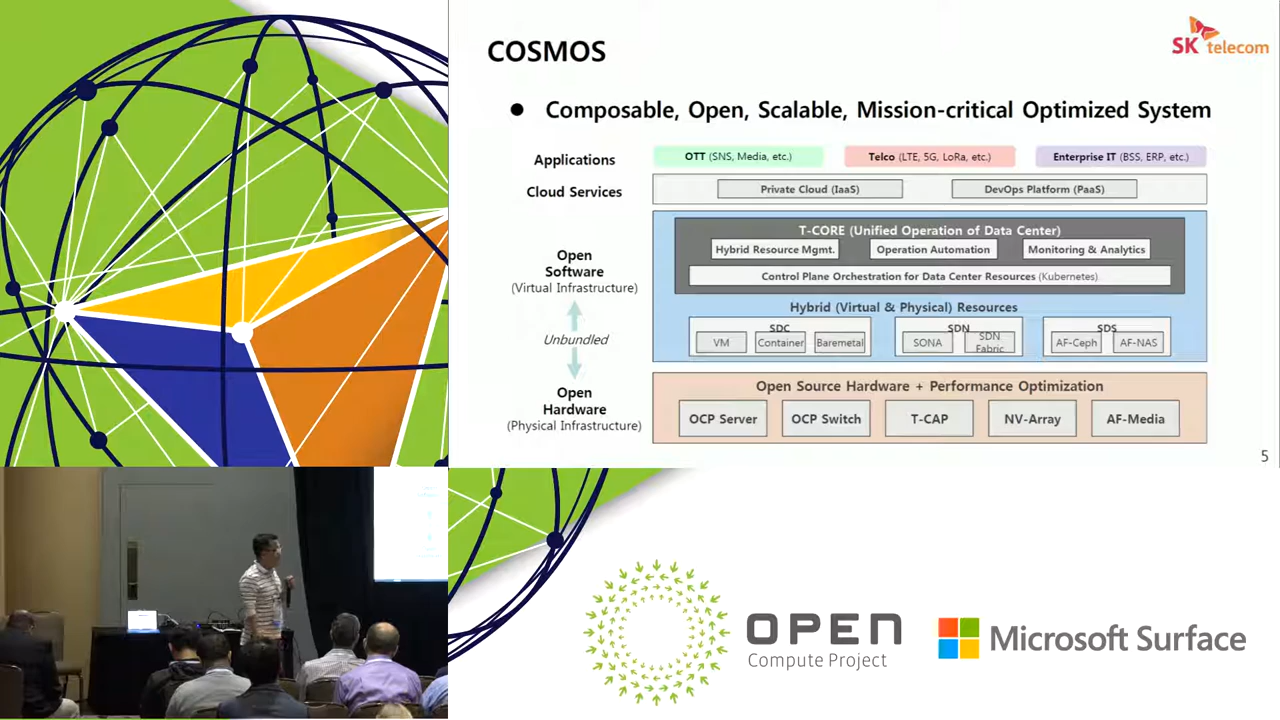 SK telecom
COSMOS
● Composable, Open, Scalable, Mission-critical Optimized System
Applications
OTT (SNS, Media, etc.)
Telco (LTE, 5G, LoRa, etc.)
Enterprise IT (BSS, ERP, etc.)
Cloud Services
Private Cloud (IaaS)
DevOps Platform (PaaS)
T-CORE (Unified Operation of Data Center)
Hybrid Resource Mgmt.
Operation Automation
Monitoring & Analytics
Control Plane Orchestration for Data Center Resources (Kubernetes)
Open
Software
(Virtual Infrastructure)
Unbundled
Hybrid (Virtual & Physical) Resources
SDC
VM
Container
Baremetal
SDN
SONA
SDN
Fabric
SDS
AF-Ceph
AF-NAS
Open
Hardware
(Physical Infrastructure)
Open Source Hardware + Performance Optimization
OCP Server
OCP Switch
T-CAP
NV-Array
AF-Media
5
OPEN
Compute Project
Microsoft Surface